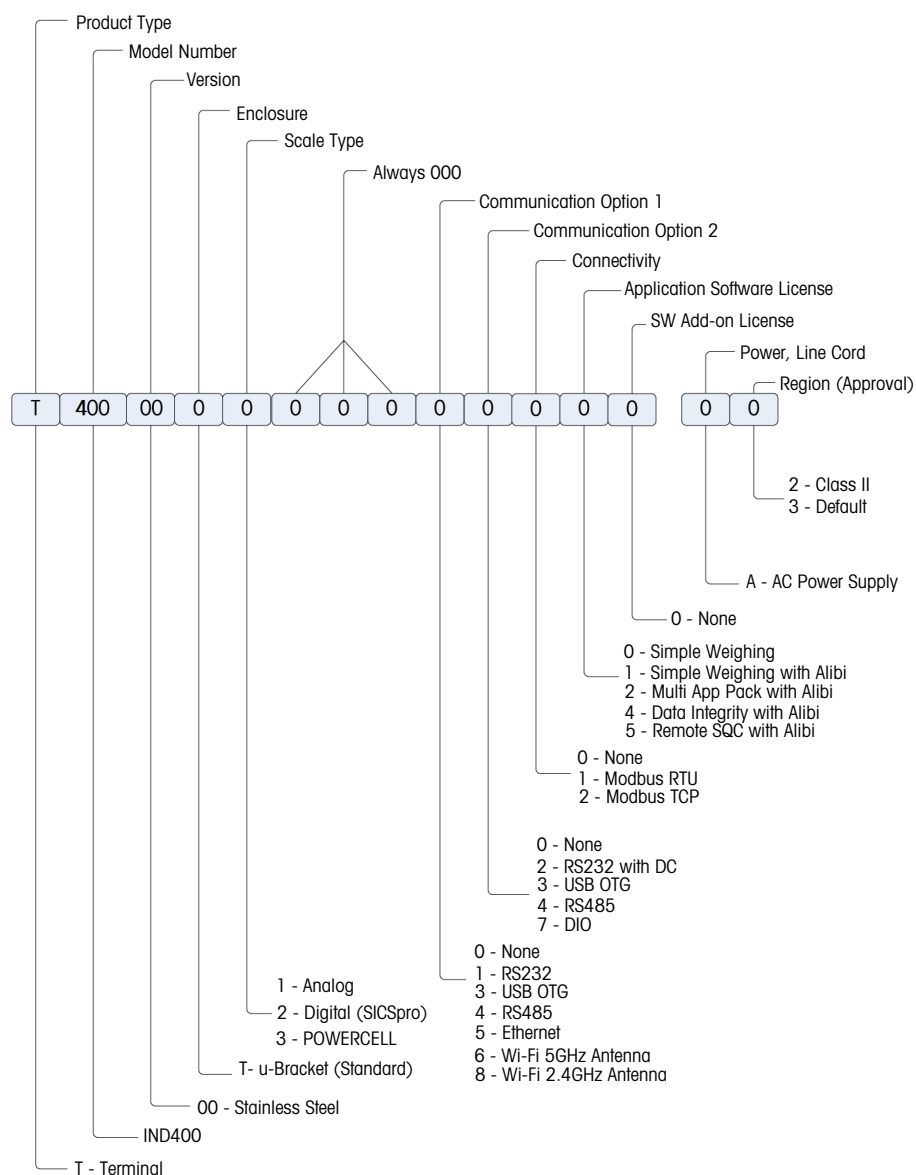 Product Type
Model Number
Version
Enclosure
Scale Type
Always 000
Communication Option 1
Communication Option 2
Connectivity
Application Software License
SW Add-on License
Power, Line Cord
Region (Approval)
T 400 00 0 0 0 0 0 0 0 0 0 0 0 0
2 - Class II
3 - Default
A - AC Power Supply
0 - None
0 - Simple Weighing
1 - Simple Weighing with Alibi
2 - Multi App Pack with Alibi
4 - Data Integrity with Alibi
5 - Remote SQC with Alibi
0 - None
1 - Modbus RTU
2 - Modbus TCP
0 - None
2 - RS232 with DC
3 - USB OTG
4 - RS485
7 - DIO
0 - None
1 - RS232
3 - USB OTG
4 - RS485
5 - Ethernet
6 - Wi-Fi 5GHz Antenna
8 - Wi-Fi 2.4GHz Antenna
1 - Analog
2 - Digital (SICSpro)
3 - POWERCELL
T- u-Bracket (Standard)
00 - Stainless Steel
IND400
T - Terminal